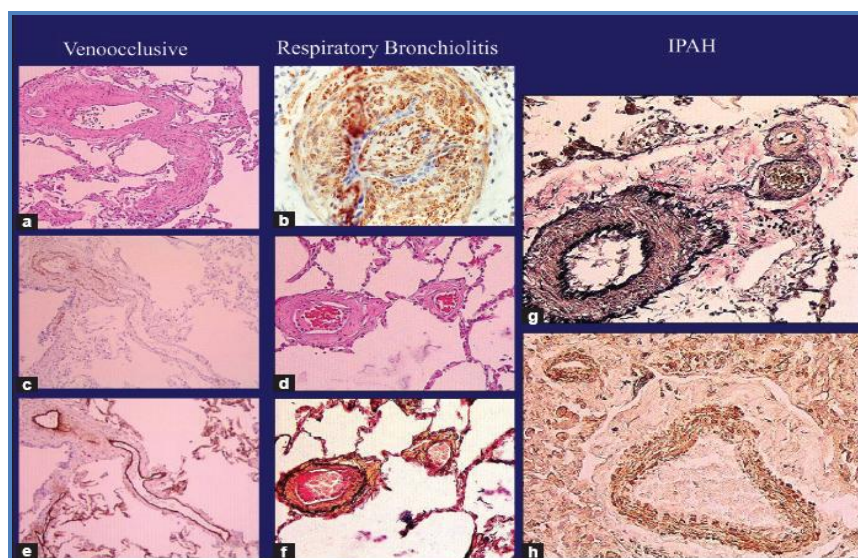 Venoocclusive
Respiratory Bronchiolitis
IPAH
a
b
c
d
e
f
g
h